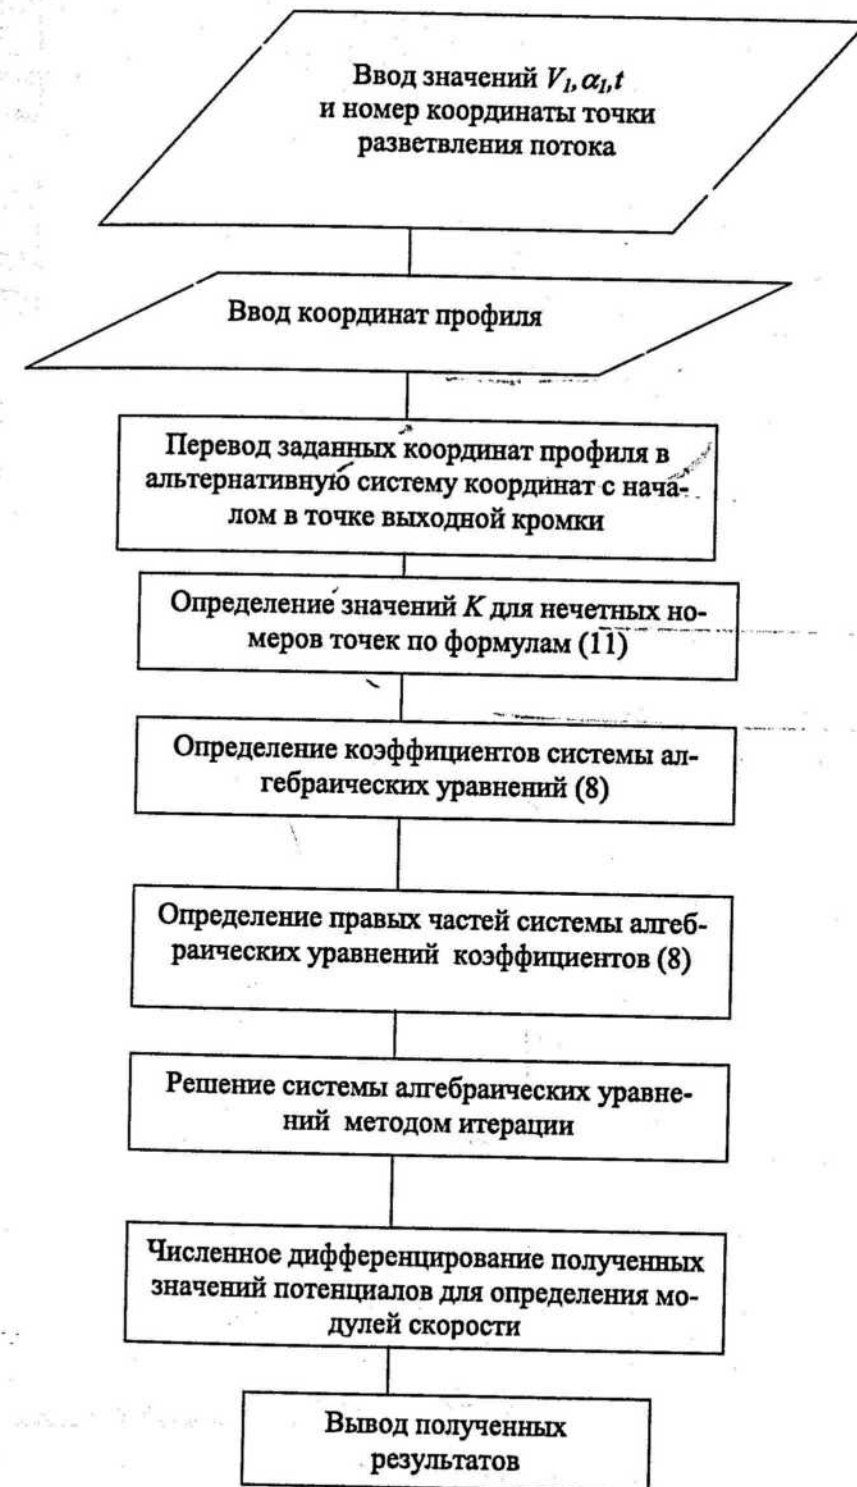 Ввод значений V₁, α₁, t
и номер координаты точки
разветвления потока
Ввод координат профиля
Перевод заданных координат профиля в
альтернативную систему координат с нача-
лом в точке выходной кромки
Определение значений K для нечетных но-
меров точек по формулам (11)
Определение коэффициентов системы ал-
гебраических уравнений (8)
Определение правых частей системы алгеб-
раических уравнений коэффициентов (8)
Решение системы алгебраических уравне-
ний методом итерации
Численное дифференцирование полученных
значений потенциалов для определения мо-
дулей скорости
Вывод полученных
результатов